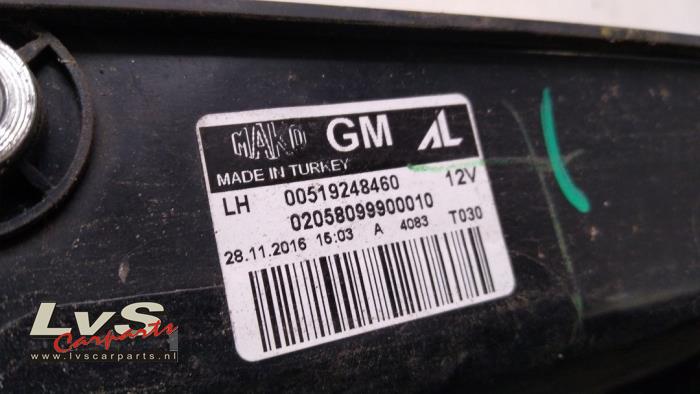 MAKO GM AL
MADE IN TURKEY
LH 00519248460 12V
02058099900010
28.11.2016 15:03 A 4083 T030
LvS
Carparts
www.lvscarparts.nl